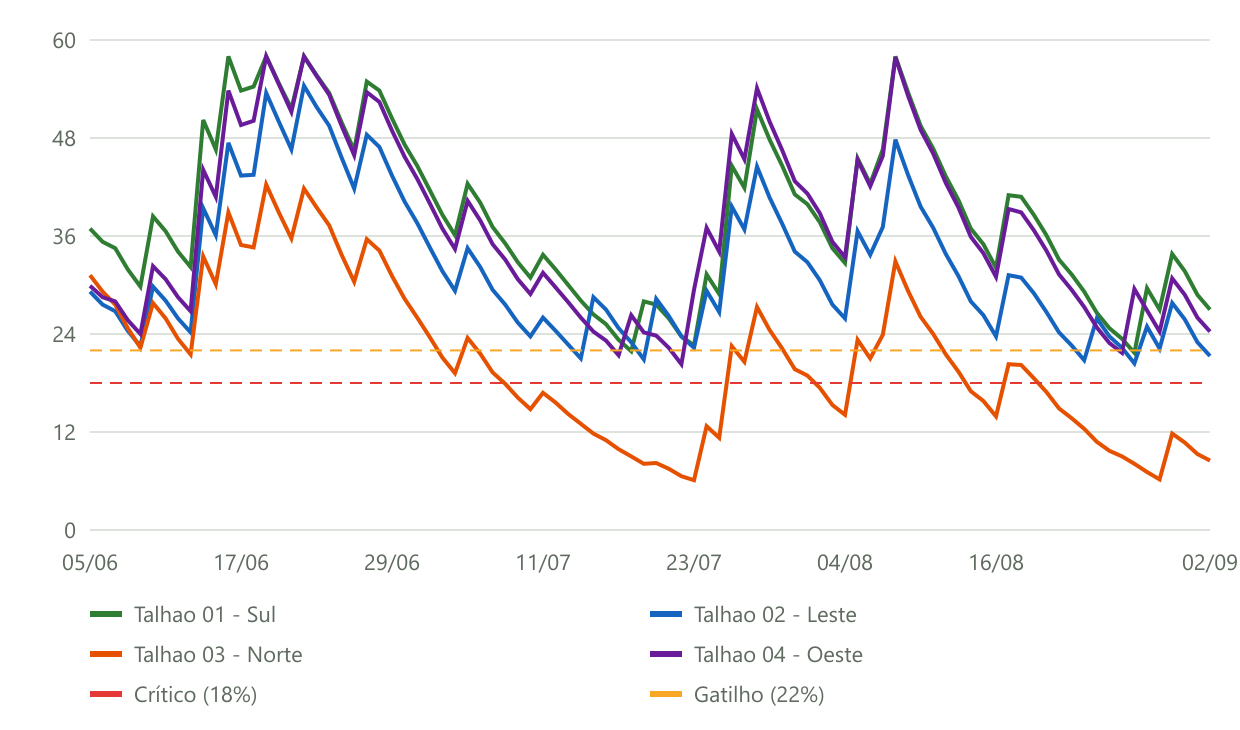 60
48
36
24
12
0
05/06 17/06 29/06 11/07 23/07 04/08 16/08 02/09
Talhao 01 - Sul
Talhao 02 - Leste
Talhao 03 - Norte
Talhao 04 - Oeste
Crítico (18%)
Gatilho (22%)